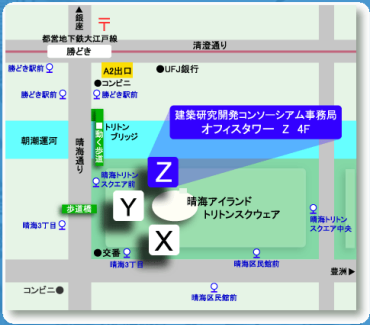 ▲銀座
〒
都営地下鉄大江戸線
勝どき
清澄通り
勝どき駅前
A2出口
●UFJ銀行
●コンビニ
勝どき駅前
勝どき駅前
建築研究開発コンソーシアム事務局
オフィスタワー Z 4F
■動く歩道
トリトン
ブリッジ
朝潮運河
晴海通り
晴海トリトン
スクエア前
Z
晴海アイランド
トリトンスクウェア
Y
歩道橋
晴海3丁目
X
晴海トリトン
スクエア中央
●交番
晴海3丁目
晴海区民館前
豊洲▶
コンビニ●
晴海区民館前